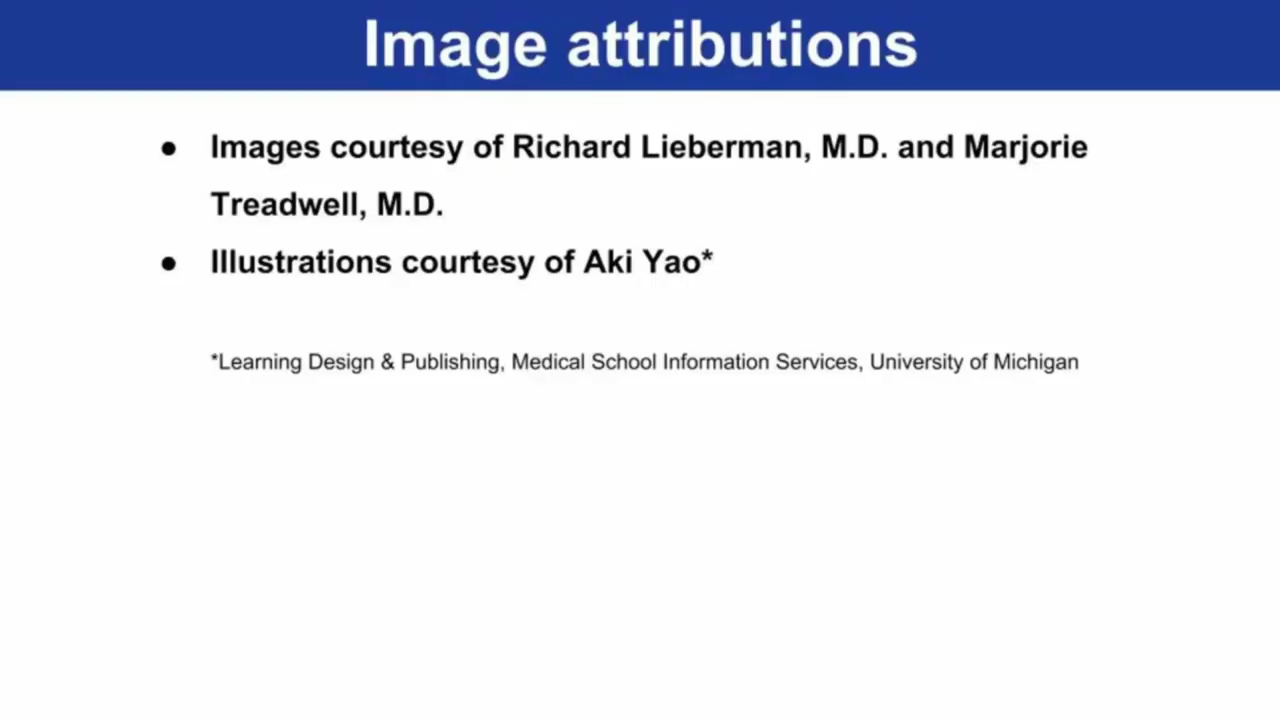 Image attributions
● Images courtesy of Richard Lieberman, M.D. and Marjorie
Treadwell, M.D.
● Illustrations courtesy of Aki Yao*
*Learning Design & Publishing, Medical School Information Services, University of Michigan